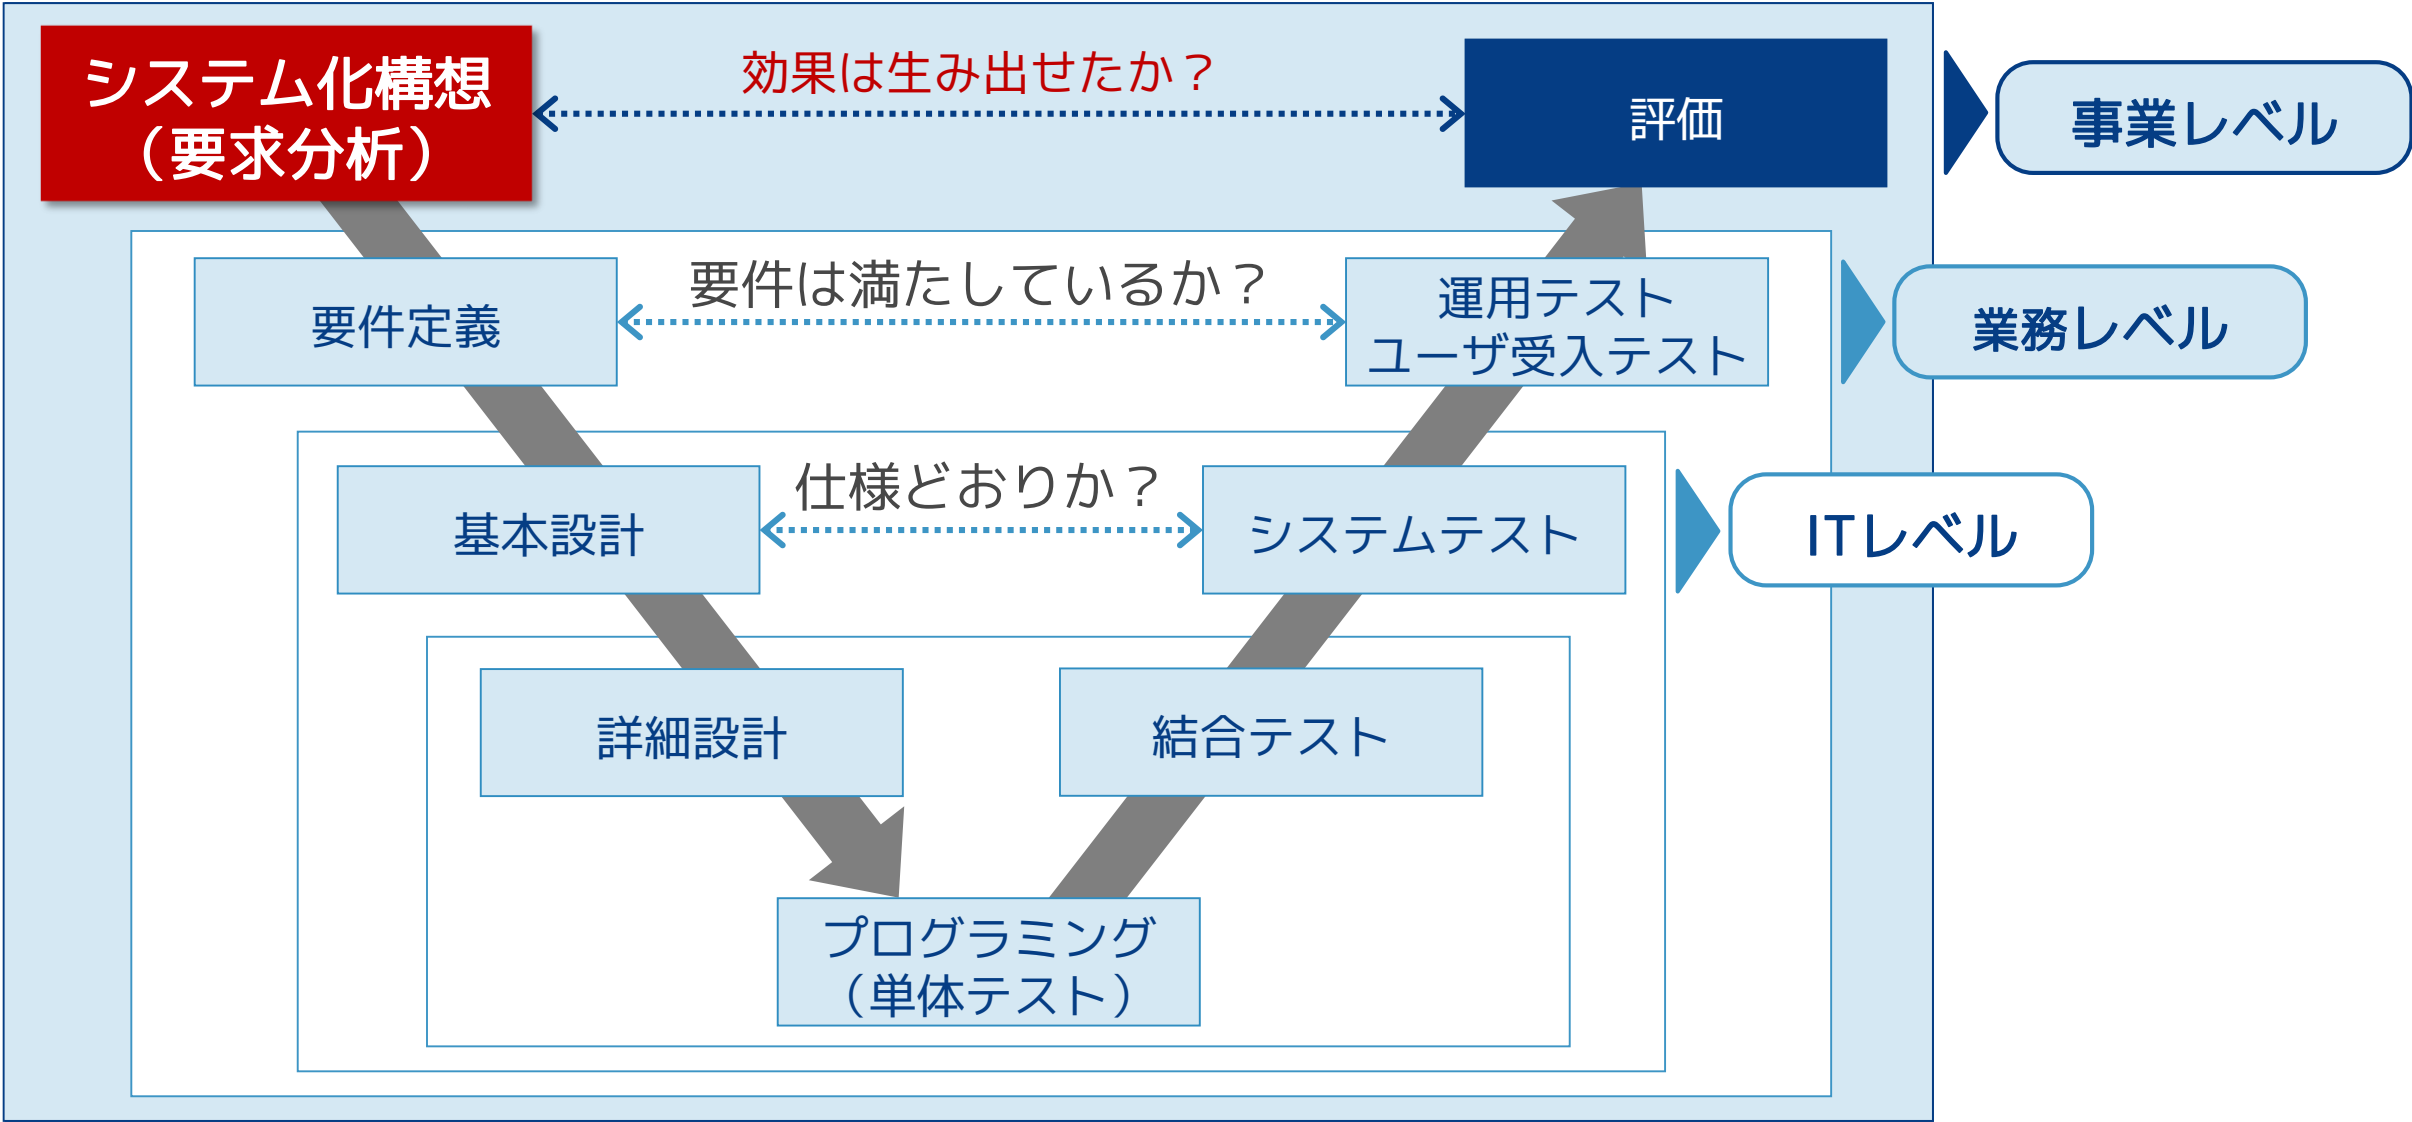 システム化構想
（要求分析）
効果は生み出せたか？
評価
事業レベル
要件定義
要件は満たしているか？
運用テスト
ユーザ受入テスト
業務レベル
基本設計
仕様どおりか？
システムテスト
ITレベル
詳細設計
結合テスト
プログラミング
（単体テスト）